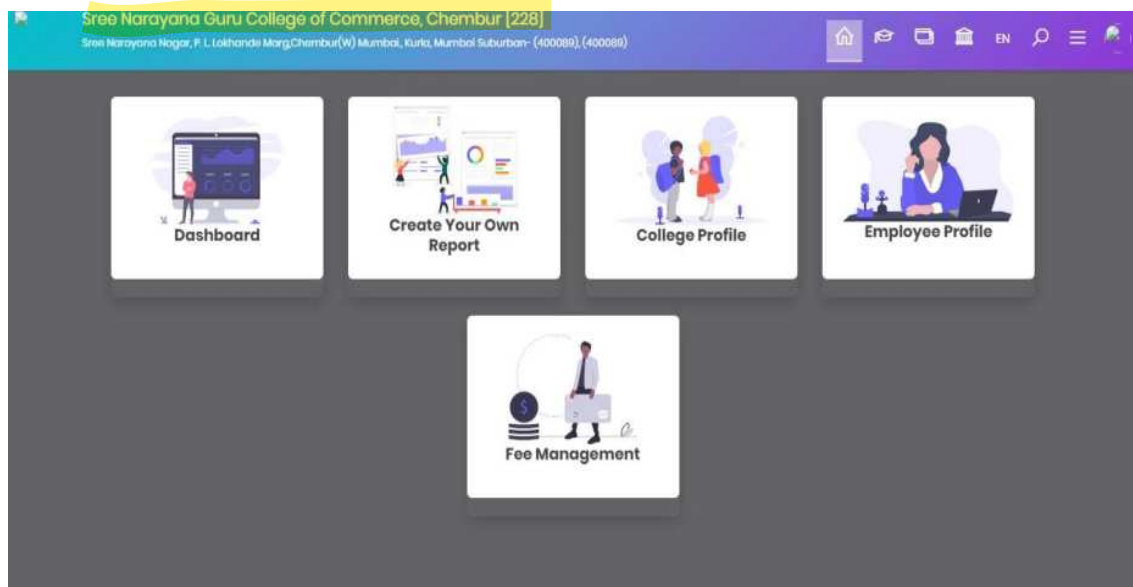 Sree Narayana Guru College of Commerce, Chembur [228]
Sree Narayana Nagar, P. L. Lokhande Marg,Chembur(W) Mumbai., Kurla, Mumbai Suburban- (400089), (400089)
EN
Dashboard
Create Your Own
Report
College Profile
Employee Profile
Fee Management